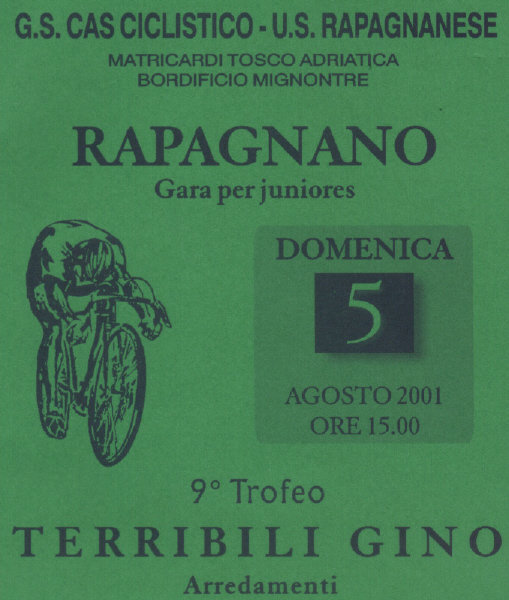 G.S. CAS CICLISTICO - U.S. RAPAGNANESE
MATRICARDI TOSCO ADRIATICA
BORDIFICIO MIGNONTRE
RAPAGNANO
Gara per juniores
DOMENICA
5
AGOSTO 2001
ORE 15.00
9° Trofeo
TERRIBILI GINO
Arredamenti